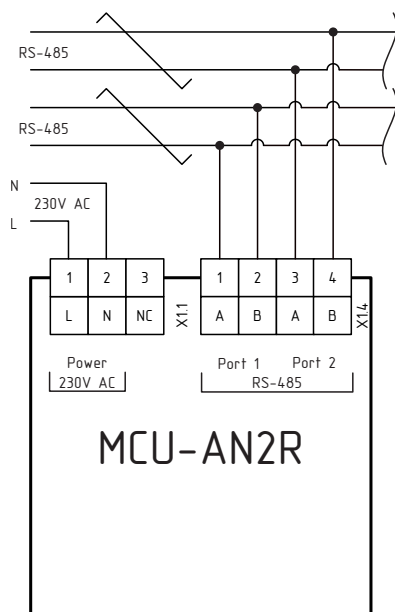 RS-485
RS-485
N
230V AC
L
1 2 3
L N NC
X1.1
1 2 3 4
A B A B
X1.4
Power
230V AC
Port 1 Port 2
RS-485
MCU-AN2R